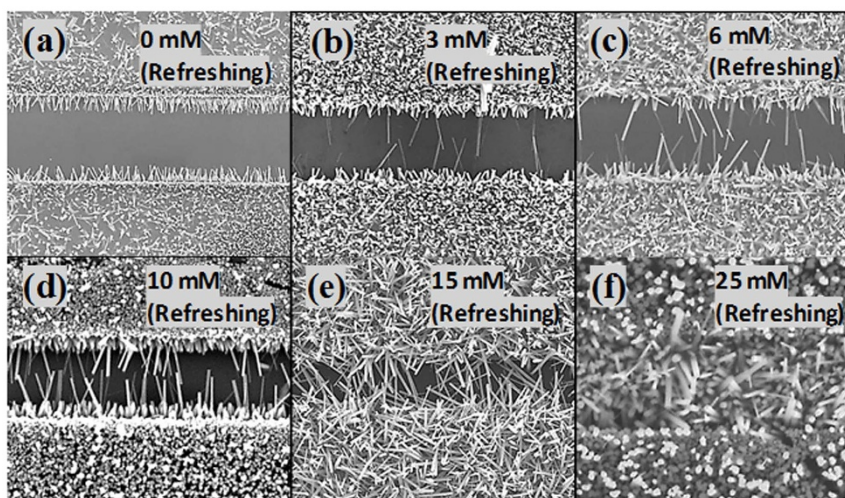 (a) 0 mM
(Refreshing)
(b) 3 mM
(Refreshing)
(c) 6 mM
(Refreshing)
(d) 10 mM
(Refreshing)
(e) 15 mM
(Refreshing)
(f) 25 mM
(Refreshing)